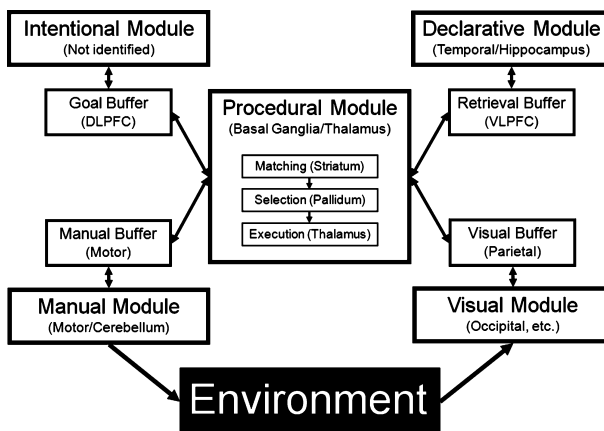 Intentional Module
(Not identified)
Declarative Module
(Temporal/Hippocampus)
Goal Buffer
(DLPFC)
Procedural Module
(Basal Ganglia/Thalamus)
Retrieval Buffer
(VLPFC)
Matching (Striatum)
Selection (Pallidum)
Execution (Thalamus)
Manual Buffer
(Motor)
Visual Buffer
(Parietal)
Manual Module
(Motor/Cerebellum)
Visual Module
(Occipital, etc.)
Environment